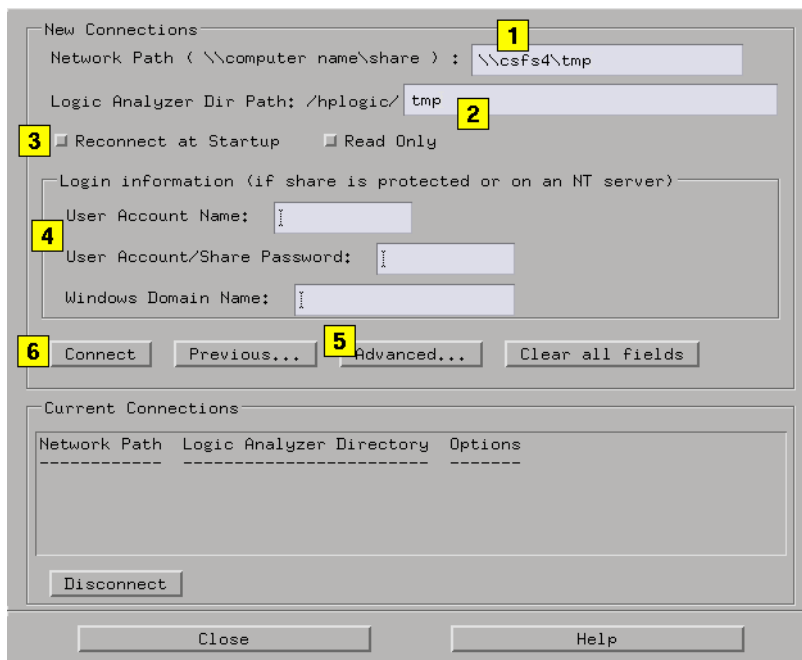 New Connections
1
Network Path ( \\computer name\share ) : \\csfs4\tmp
Logic Analyzer Dir Path: /hplogic/ tmp
2
3 Reconnect at Startup Read Only
Login information (if share is protected or on an NT server)
User Account Name:
4
User Account/Share Password:
Windows Domain Name:
5
6 Connect Previous... Advanced... Clear all fields
Current Connections
Network Path Logic Analyzer Directory Options
------------ ------------------------ -------
Disconnect
Close Help